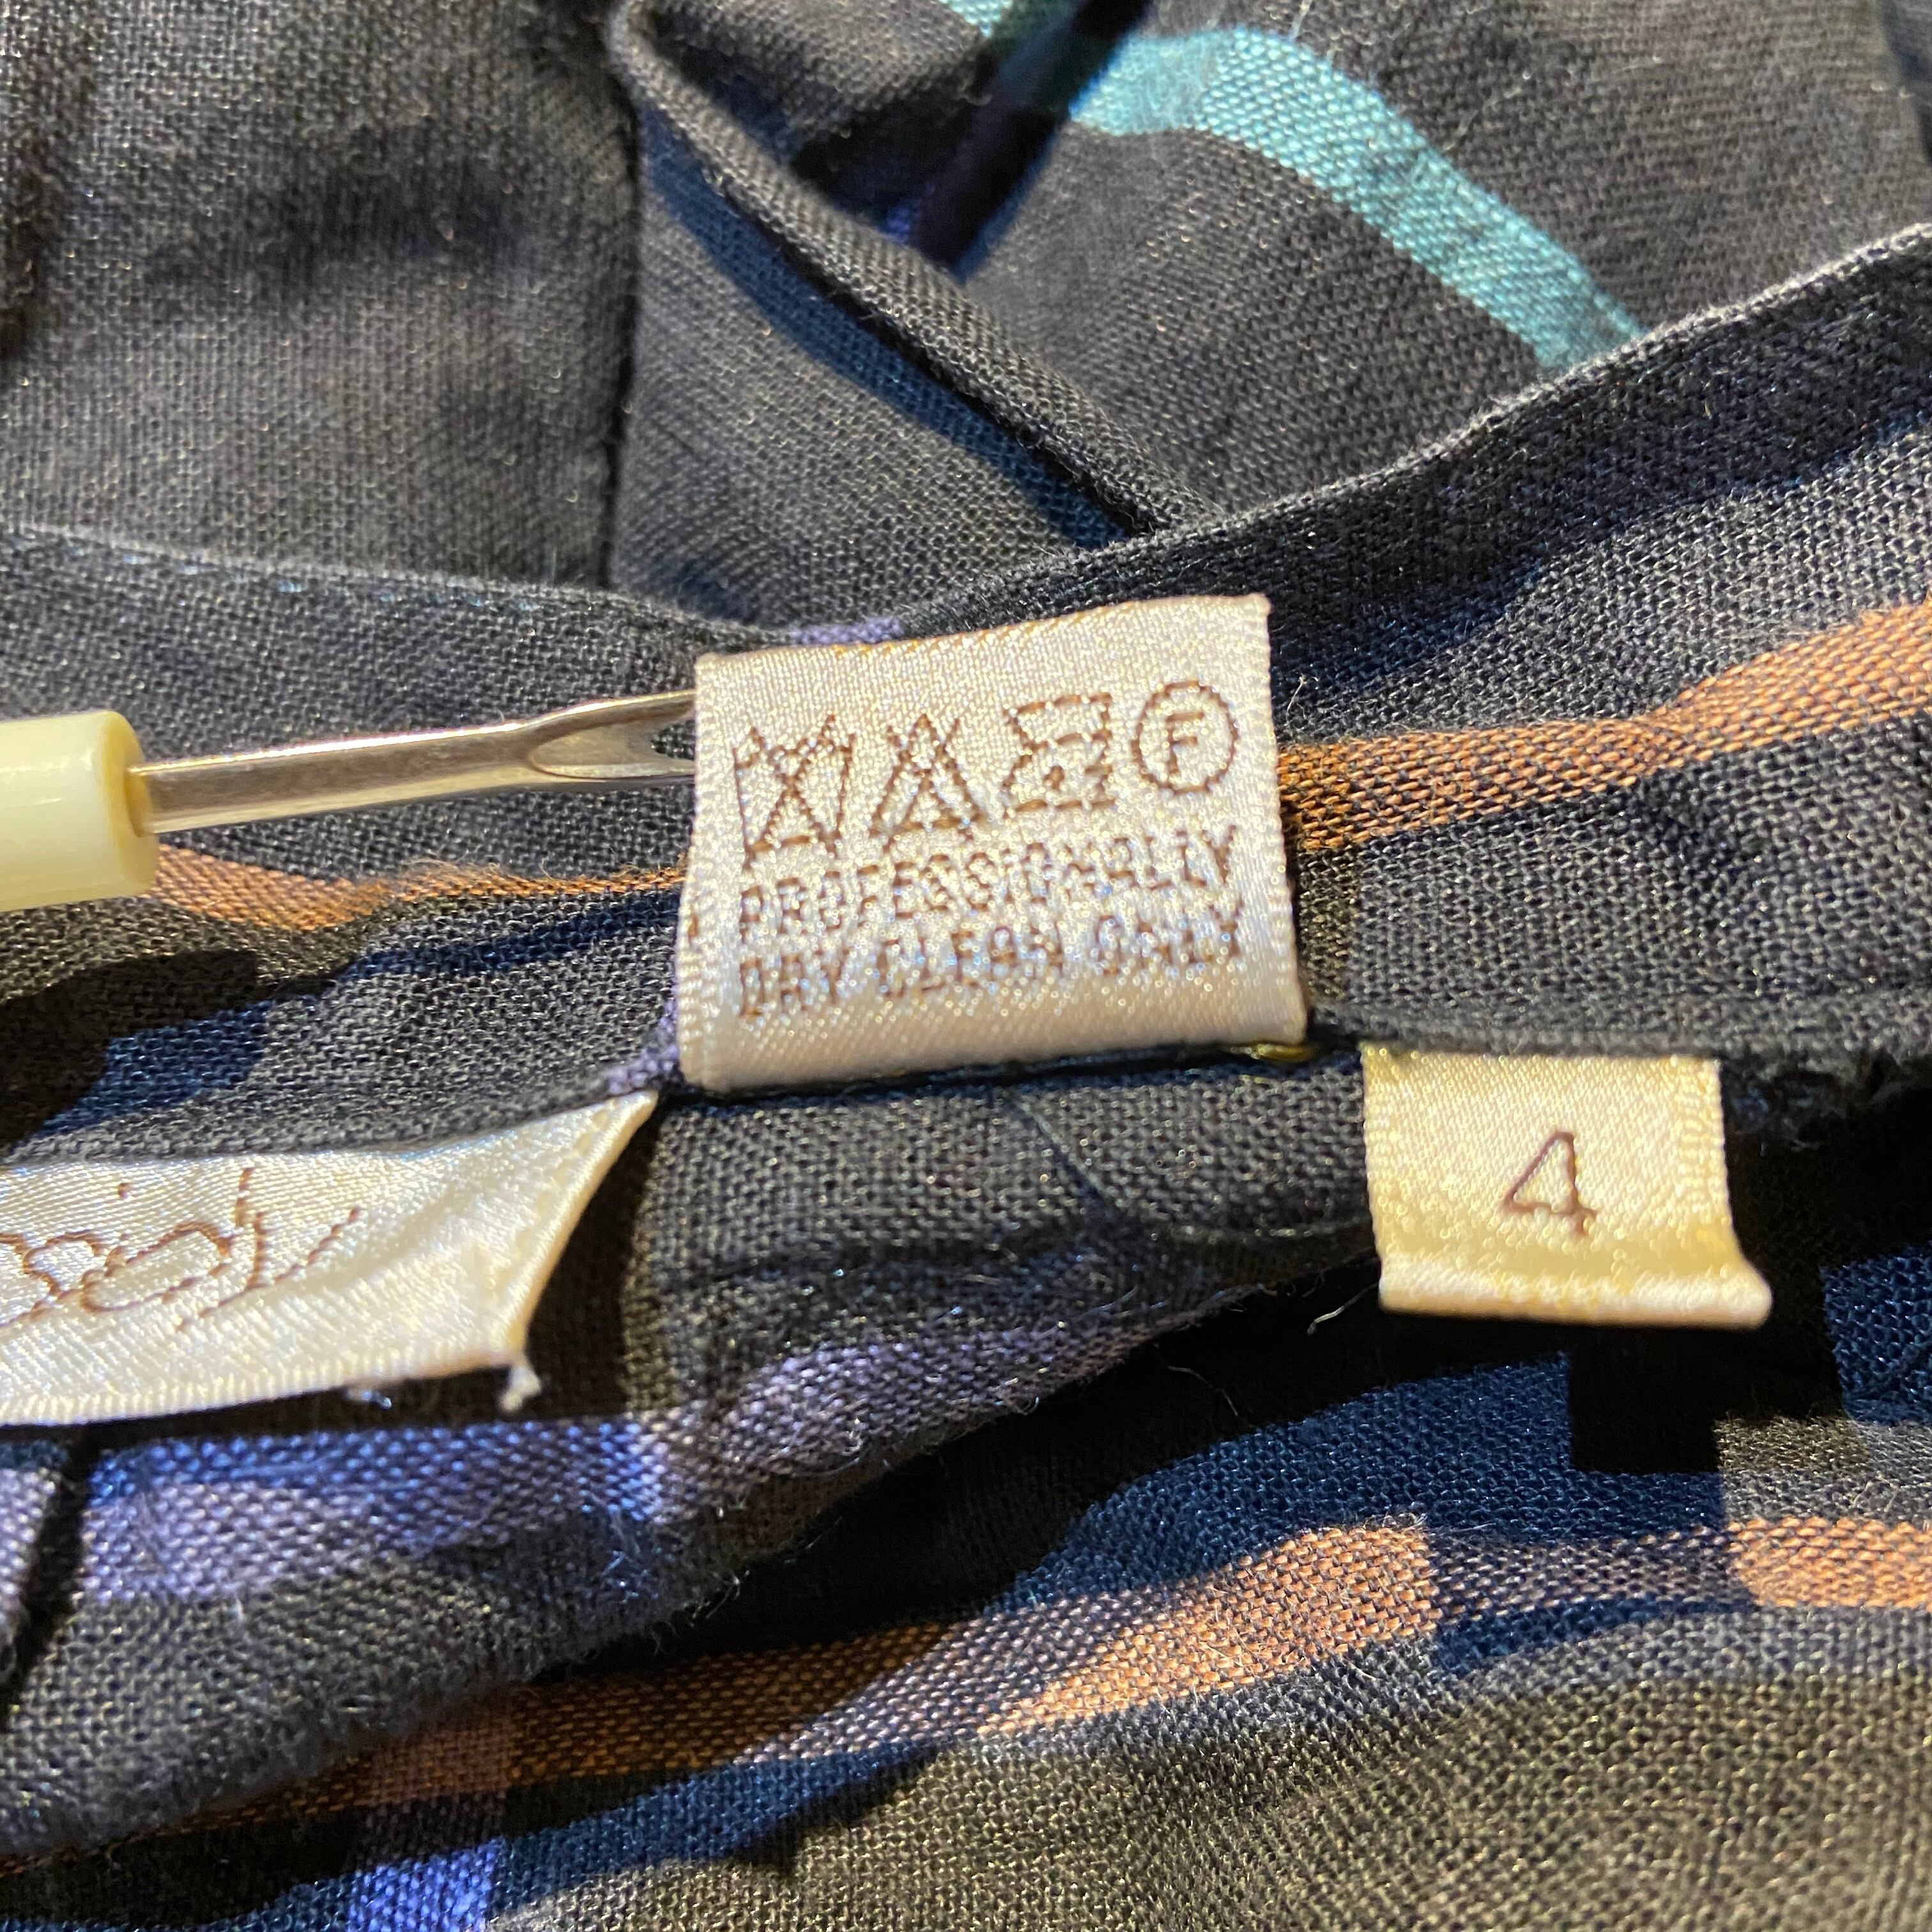 F
PROFESSIONALLY
DRY CLEAN ONLY
4